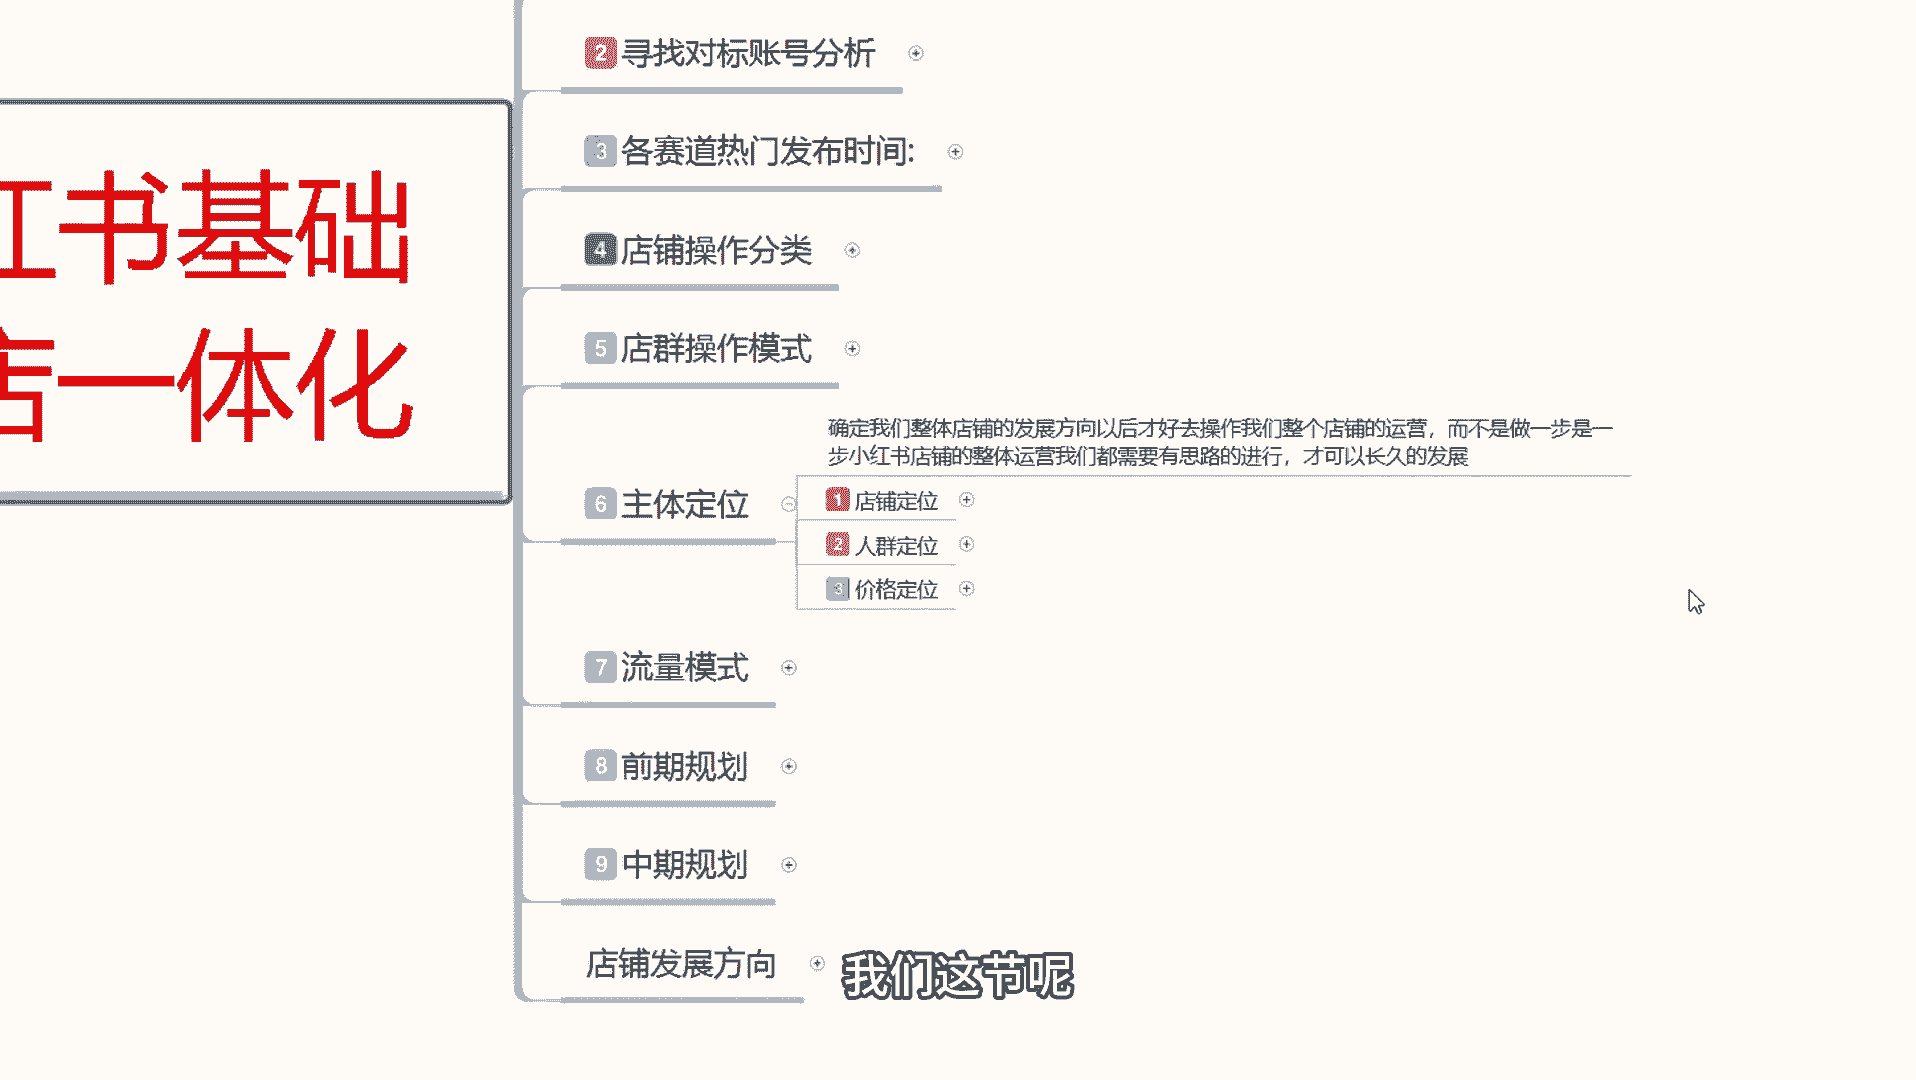 红书基础
店一体化
2 寻找对标账号分析
3 各赛道热门发布时间:
4 店铺操作分类
5 店群操作模式
6 主体定位
确定我们整体店铺的发展方向以后才好去操作我们整个店铺的运营，而不是做一步是一
步小红书店铺的整体运营我们都需要有思路的进行，才可以长久的发展
1 店铺定位
2 人群定位
3 价格定位
7 流量模式
8 前期规划
9 中期规划
店铺发展方向
我们这节呢